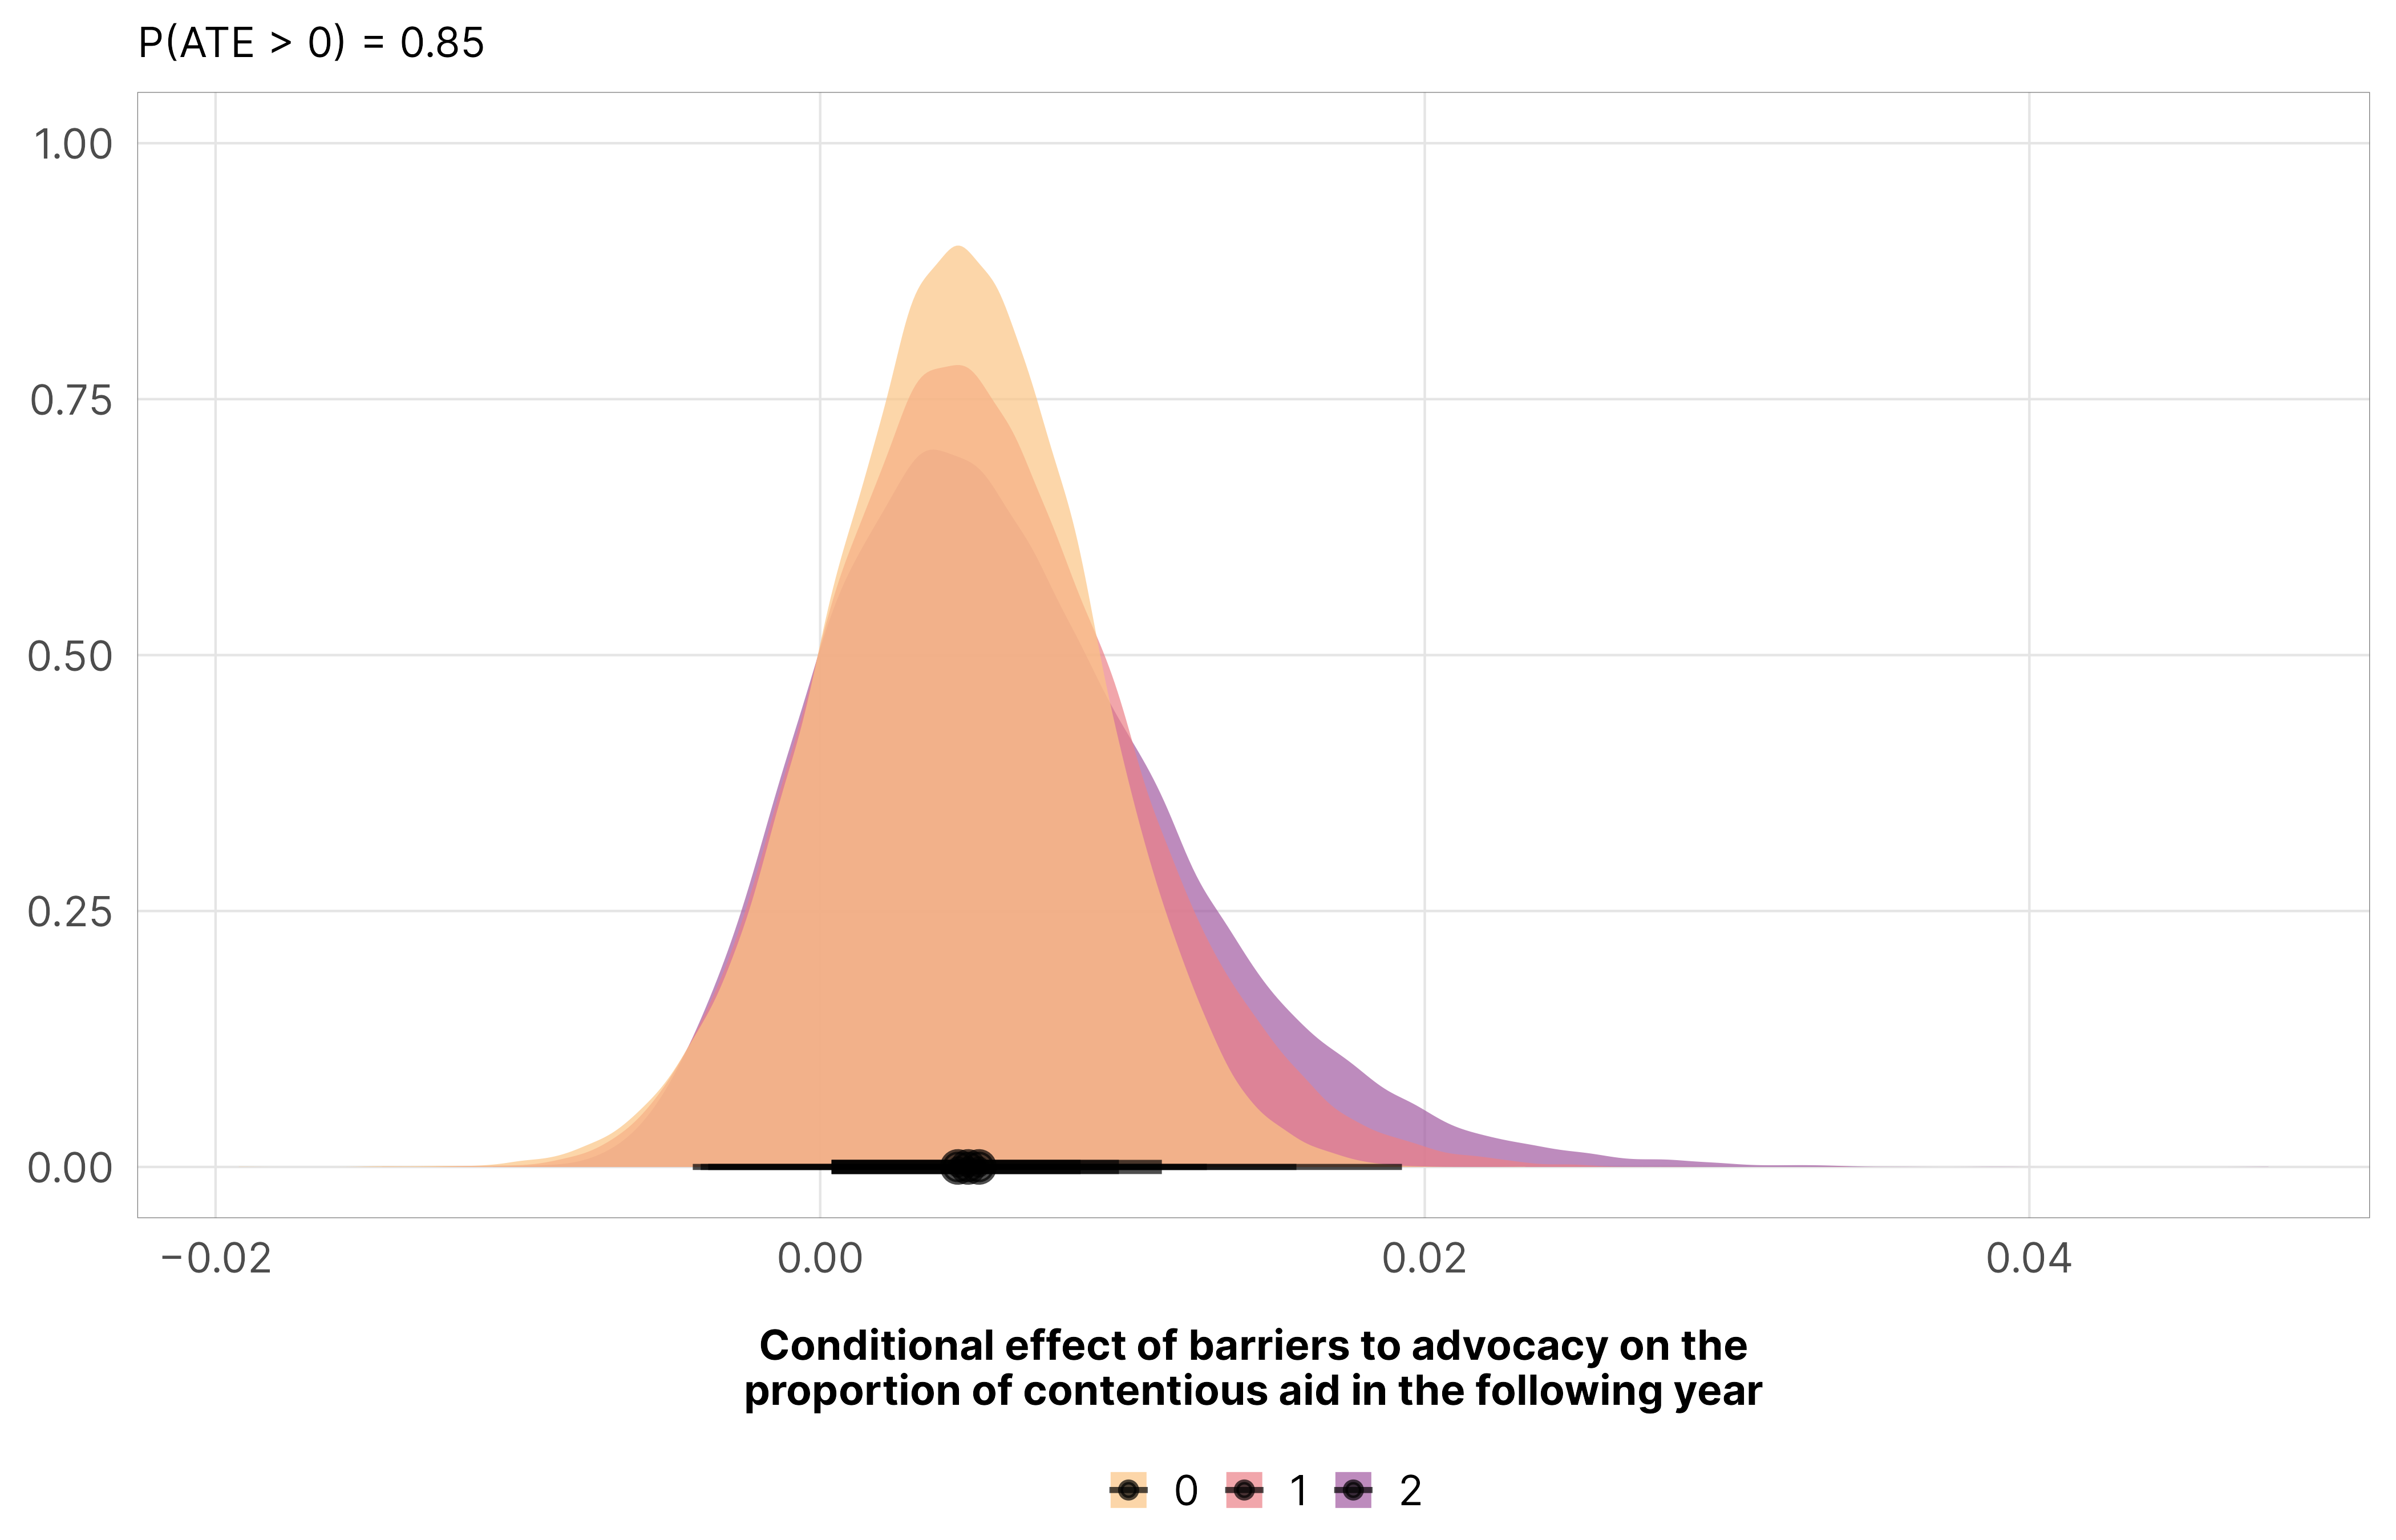 P(ATE > 0) = 0.85
1.00
0.75
0.50
0.25
0.00
−0.02 0.00 0.02 0.04
Conditional effect of barriers to advocacy on the
proportion of contentious aid in the following year
0 1 2